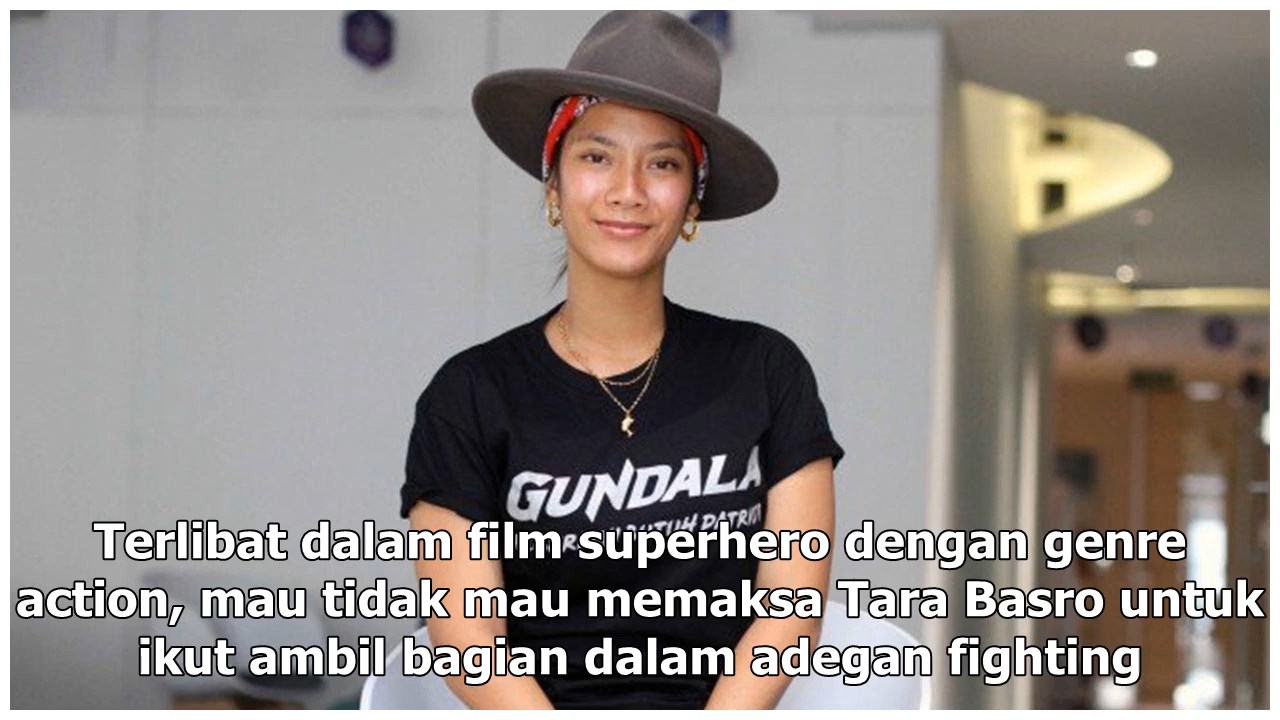 GUNDALA
Terlibat dalam film superhero dengan genre
action, mau tidak mau memaksa Tara Basro untuk
ikut ambil bagian dalam adegan fighting